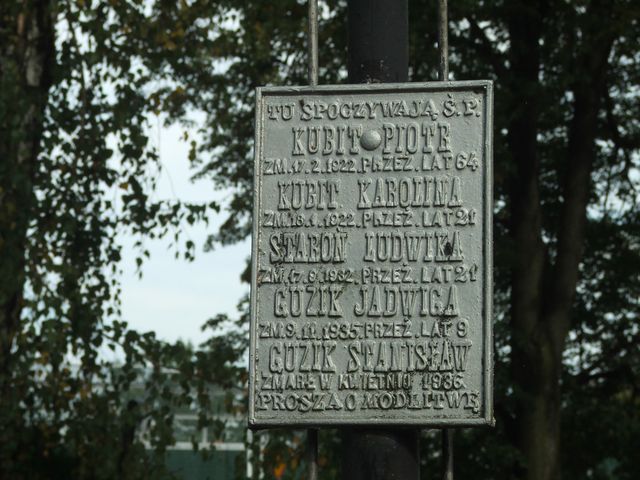 TU SPOCZYWAJĄ Ś.P.
KUBIT PIOTR
ZM. 17.2.1922. PRZEŻ. LAT 64
KUBIT KAROLINA
ZM. 18.1.1922. PRZEŻ. LAT 21
STAROŃ LUDWIKA
ZM. 17.9.1932. PRZEŻ. LAT 21
GUZIK JADWIGA
ZM 9.11.1935 PRZEŻ. LAT 9
GUZIK STANISŁAW
ZMARŁ W KWIETNIU 1936.
PROSZĄ O MODLITWĘ